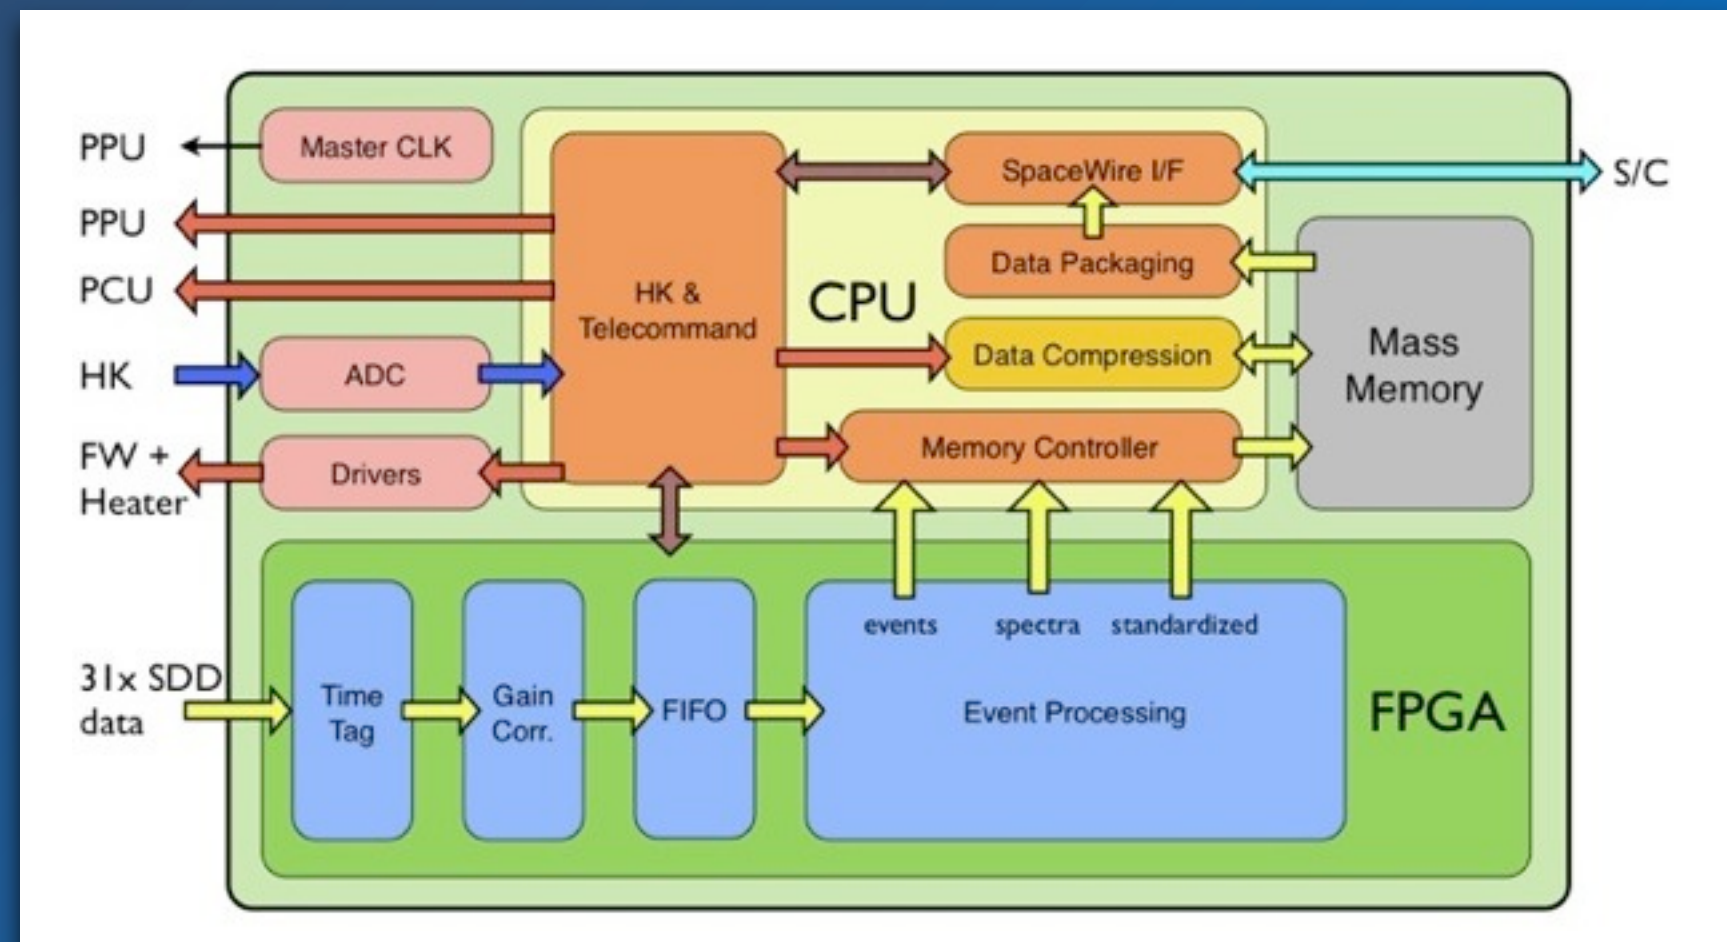 PPU
Master CLK
PPU
PCU
HK
ADC
FW +
Heater
Drivers
HK &
Telecommand
CPU
SpaceWire I/F
S/C
Data Packaging
Data Compression
Memory Controller
Mass
Memory
31x SDD
data
Time
Tag
Gain
Corr.
FIFO
events
spectra
standardized
Event Processing
FPGA